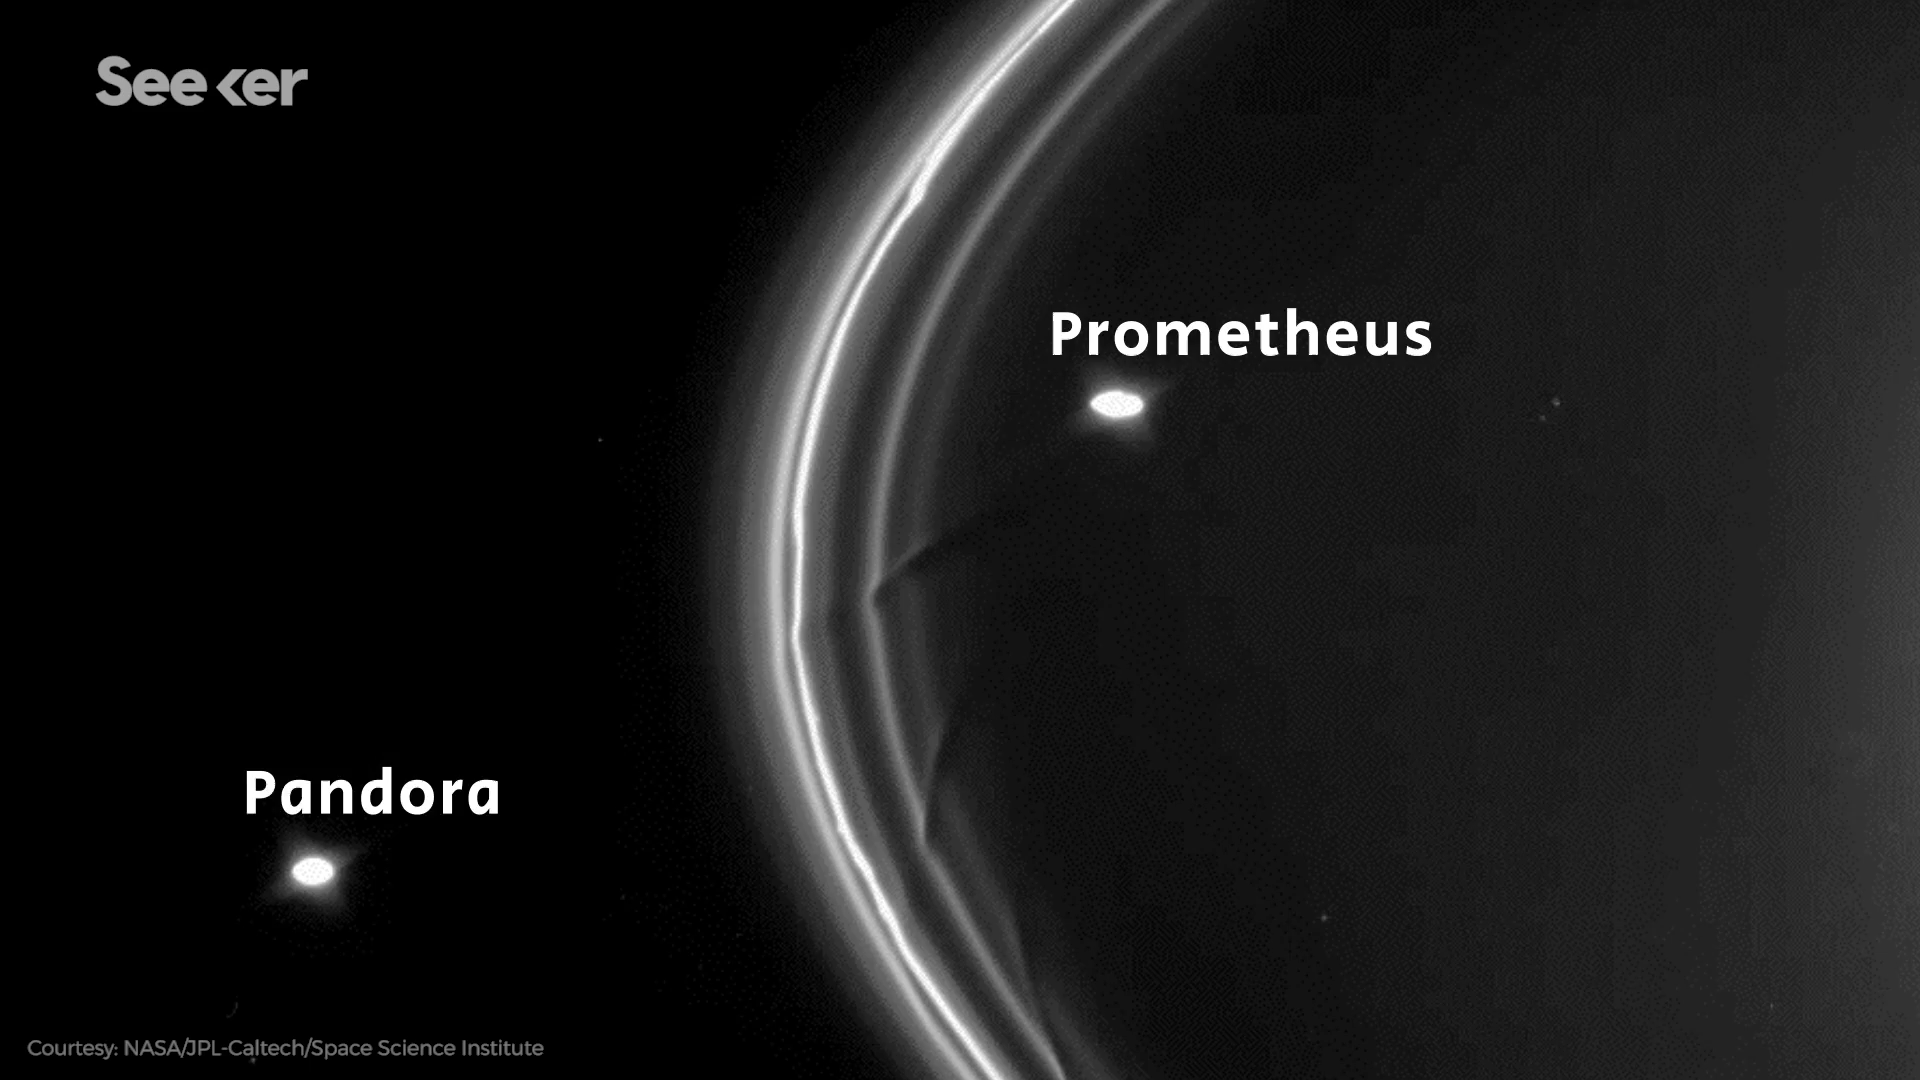 Seeker
Prometheus
Pandora
Courtesy: NASA/JPL-Caltech/Space Science Institute